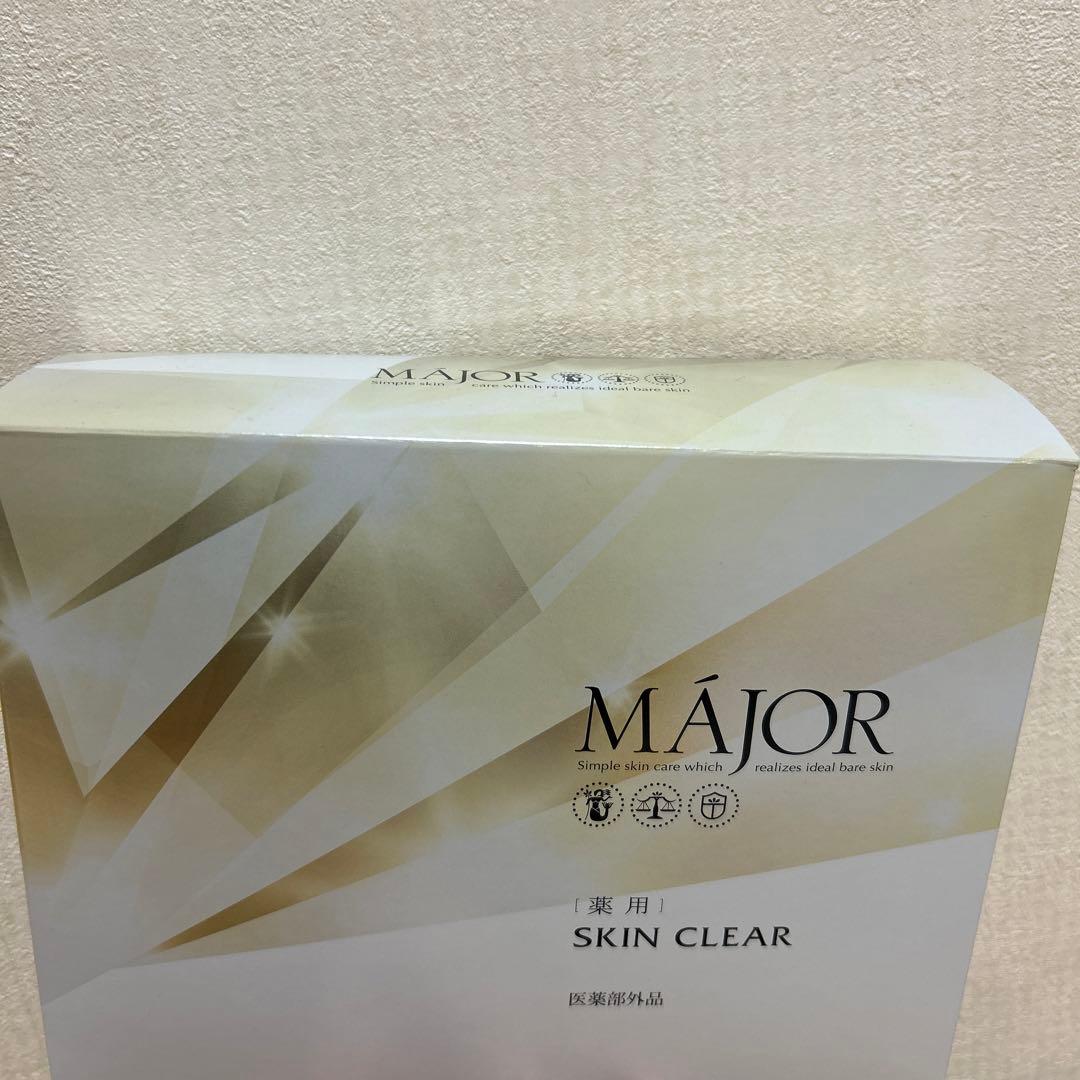 MÁJOR
Simple skin care which realizes ideal bare skin
MÁJOR
Simple skin care which realizes ideal bare skin
[薬用]
SKIN CLEAR
医薬部外品